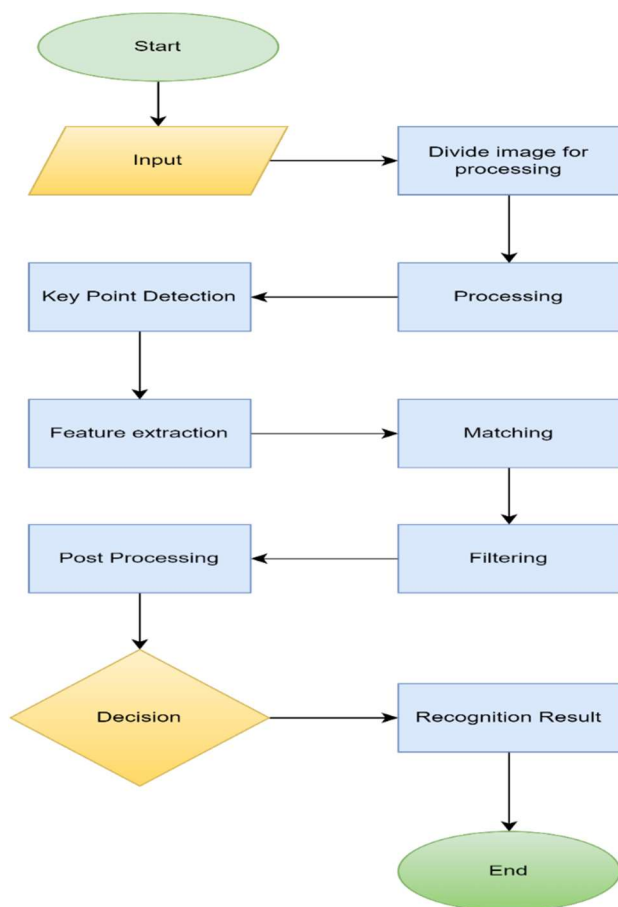 Start
Input
Divide image for
processing
Processing
Key Point Detection
Feature extraction
Matching
Filtering
Post Processing
Decision
Recognition Result
End